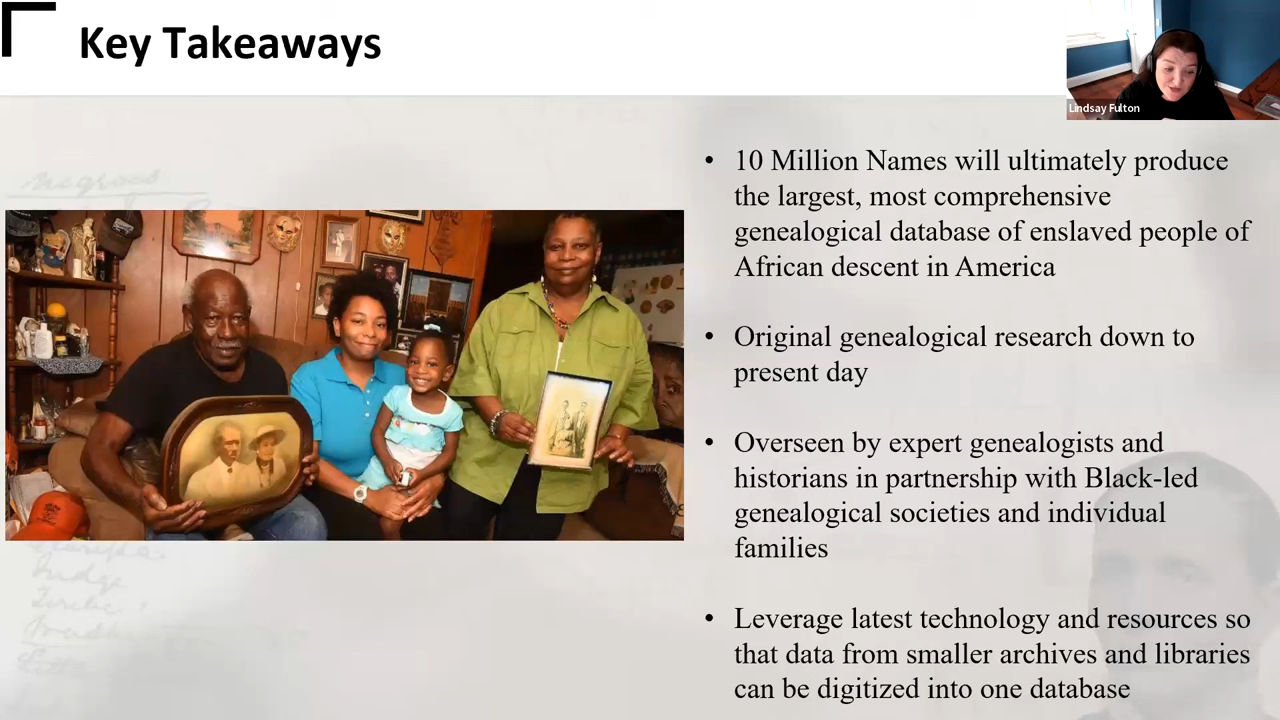 Key Takeaways
Lindsay Fulton
• 10 Million Names will ultimately produce
the largest, most comprehensive
genealogical database of enslaved people of
African descent in America
• Original genealogical research down to
present day
• Overseen by expert genealogists and
historians in partnership with Black-led
genealogical societies and individual
families
• Leverage latest technology and resources so
that data from smaller archives and libraries
can be digitized into one database
negroes